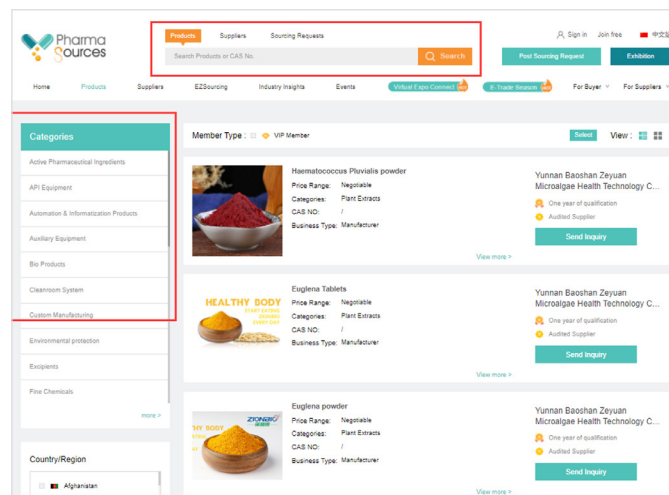 Pharma
Sources
Products Suppliers Sourcing Requests
Search Products or CAS No.
Search
Sign in Join free 中文站
Post Sourcing Request Exhibition
Home Products Suppliers EZSourcing Industry Insights Events Virtual Expo Connect E-Trade Season For Buyer For Suppliers
Categories
Active Pharmaceutical Ingredients
API Equipment
Automation & Informatization Products
Auxiliary Equipment
Bio Products
Cleanroom System
Custom Manufacturing
Environmental protection
Excipients
Fine Chemicals
more >
Country/Region
Afghanistan
Member Type : VIP Member
Select View :
Haematococcus Pluvialis powder
Price Range: Negotiable
Categories: Plant Extracts
CAS NO: /
Business Type: Manufacturer
View more >
Yunnan Baoshan Zeyuan
Microalgae Health Technology C...
One year of qualification
Audited Supplier
Send Inquiry
HEALTHY BODY
START EATING
Euglena Tablets
Price Range: Negotiable
Categories: Plant Extracts
CAS NO: /
Business Type: Manufacturer
View more >
Yunnan Baoshan Zeyuan
Microalgae Health Technology C...
One year of qualification
Audited Supplier
Send Inquiry
ZIONBIO
HY BODY
Euglena powder
Price Range: Negotiable
Categories: Plant Extracts
CAS NO: /
Business Type: Manufacturer
View more >
Yunnan Baoshan Zeyuan
Microalgae Health Technology C...
One year of qualification
Audited Supplier
Send Inquiry